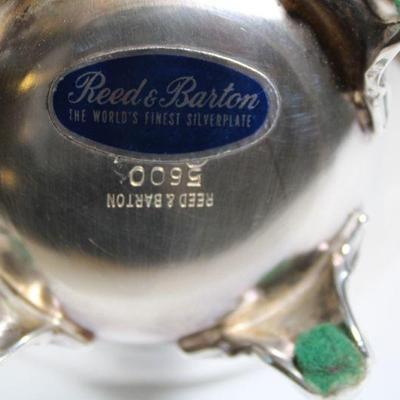 Reed & Barton
THE WORLD'S FINEST SILVERPLATE
REED & BARTON
5600